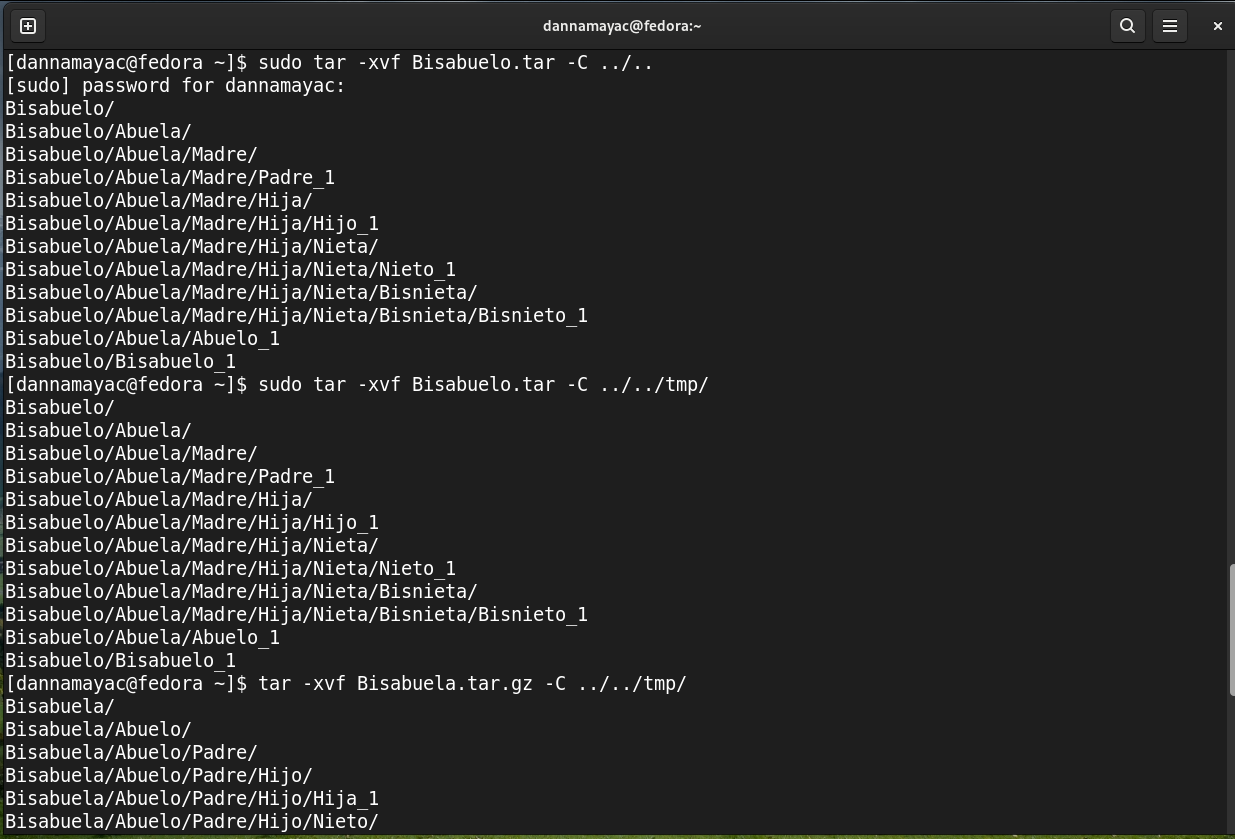 dannamayac@fedora:~
[dannamayac@fedora ~]$ sudo tar -xvf Bisabuelo.tar -C ../..
[sudo] password for dannamayac:
Bisabuelo/
Bisabuelo/Abuela/
Bisabuelo/Abuela/Madre/
Bisabuelo/Abuela/Madre/Padre_1
Bisabuelo/Abuela/Madre/Hija/
Bisabuelo/Abuela/Madre/Hija/Hijo_1
Bisabuelo/Abuela/Madre/Hija/Nieta/
Bisabuelo/Abuela/Madre/Hija/Nieta/Nieto_1
Bisabuelo/Abuela/Madre/Hija/Nieta/Bisnieta/
Bisabuelo/Abuela/Madre/Hija/Nieta/Bisnieta/Bisnieto_1
Bisabuelo/Abuela/Abuelo_1
Bisabuelo/Bisabuelo_1
[dannamayac@fedora ~]$ sudo tar -xvf Bisabuelo.tar -C ../../tmp/
Bisabuelo/
Bisabuelo/Abuela/
Bisabuelo/Abuela/Madre/
Bisabuelo/Abuela/Madre/Padre_1
Bisabuelo/Abuela/Madre/Hija/
Bisabuelo/Abuela/Madre/Hija/Hijo_1
Bisabuelo/Abuela/Madre/Hija/Nieta/
Bisabuelo/Abuela/Madre/Hija/Nieta/Nieto_1
Bisabuelo/Abuela/Madre/Hija/Nieta/Bisnieta/
Bisabuelo/Abuela/Madre/Hija/Nieta/Bisnieta/Bisnieto_1
Bisabuelo/Abuela/Abuelo_1
Bisabuelo/Bisabuelo_1
[dannamayac@fedora ~]$ tar -xvf Bisabuela.tar.gz -C ../../tmp/
Bisabuela/
Bisabuela/Abuelo/
Bisabuela/Abuelo/Padre/
Bisabuela/Abuelo/Padre/Hijo/
Bisabuela/Abuelo/Padre/Hijo/Hija_1
Bisabuela/Abuelo/Padre/Hijo/Nieto/